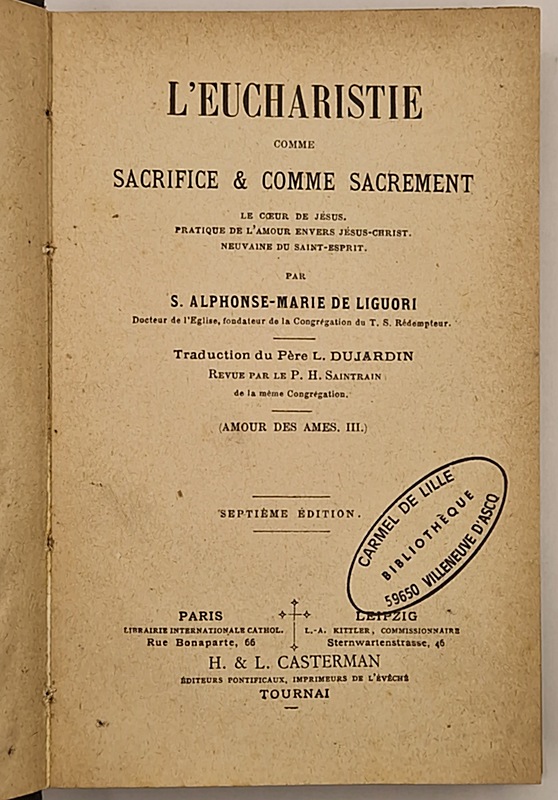 L'EUCHARISTIE
COMME
SACRIFICE & COMME SACREMENT
LE CŒUR DE JÉSUS.
PRATIQUE DE L'AMOUR ENVERS JÉSUS-CHRIST.
NEUVAINE DU SAINT-ESPRIT.
PAR
S. ALPHONSE-MARIE DE LIGUORI
Docteur de l'Eglise, fondateur de la Congrégation du T. S. Rédempteur.
Traduction du Père L. DUJARDIN
REVUE PAR LE P. H. SAINTRAIN
de la même Congrégation.
(AMOUR DES AMES. III.)
SEPTIÈME ÉDITION.
CARMEL DE LILLE
BIBLIOTHÈQUE
59650 VILLENEUVE D'ASCQ
PARIS
LIBRAIRIE INTERNATIONALE CATHOL.
Rue Bonaparte, 66
LEIPZIG
L.-A. KITTLER, COMMISSIONNAIRE
Sternwartenstrasse, 46
H. & L. CASTERMAN
ÉDITEURS PONTIFICAUX, IMPRIMEURS DE L'ÉVÊCHÉ
TOURNAI